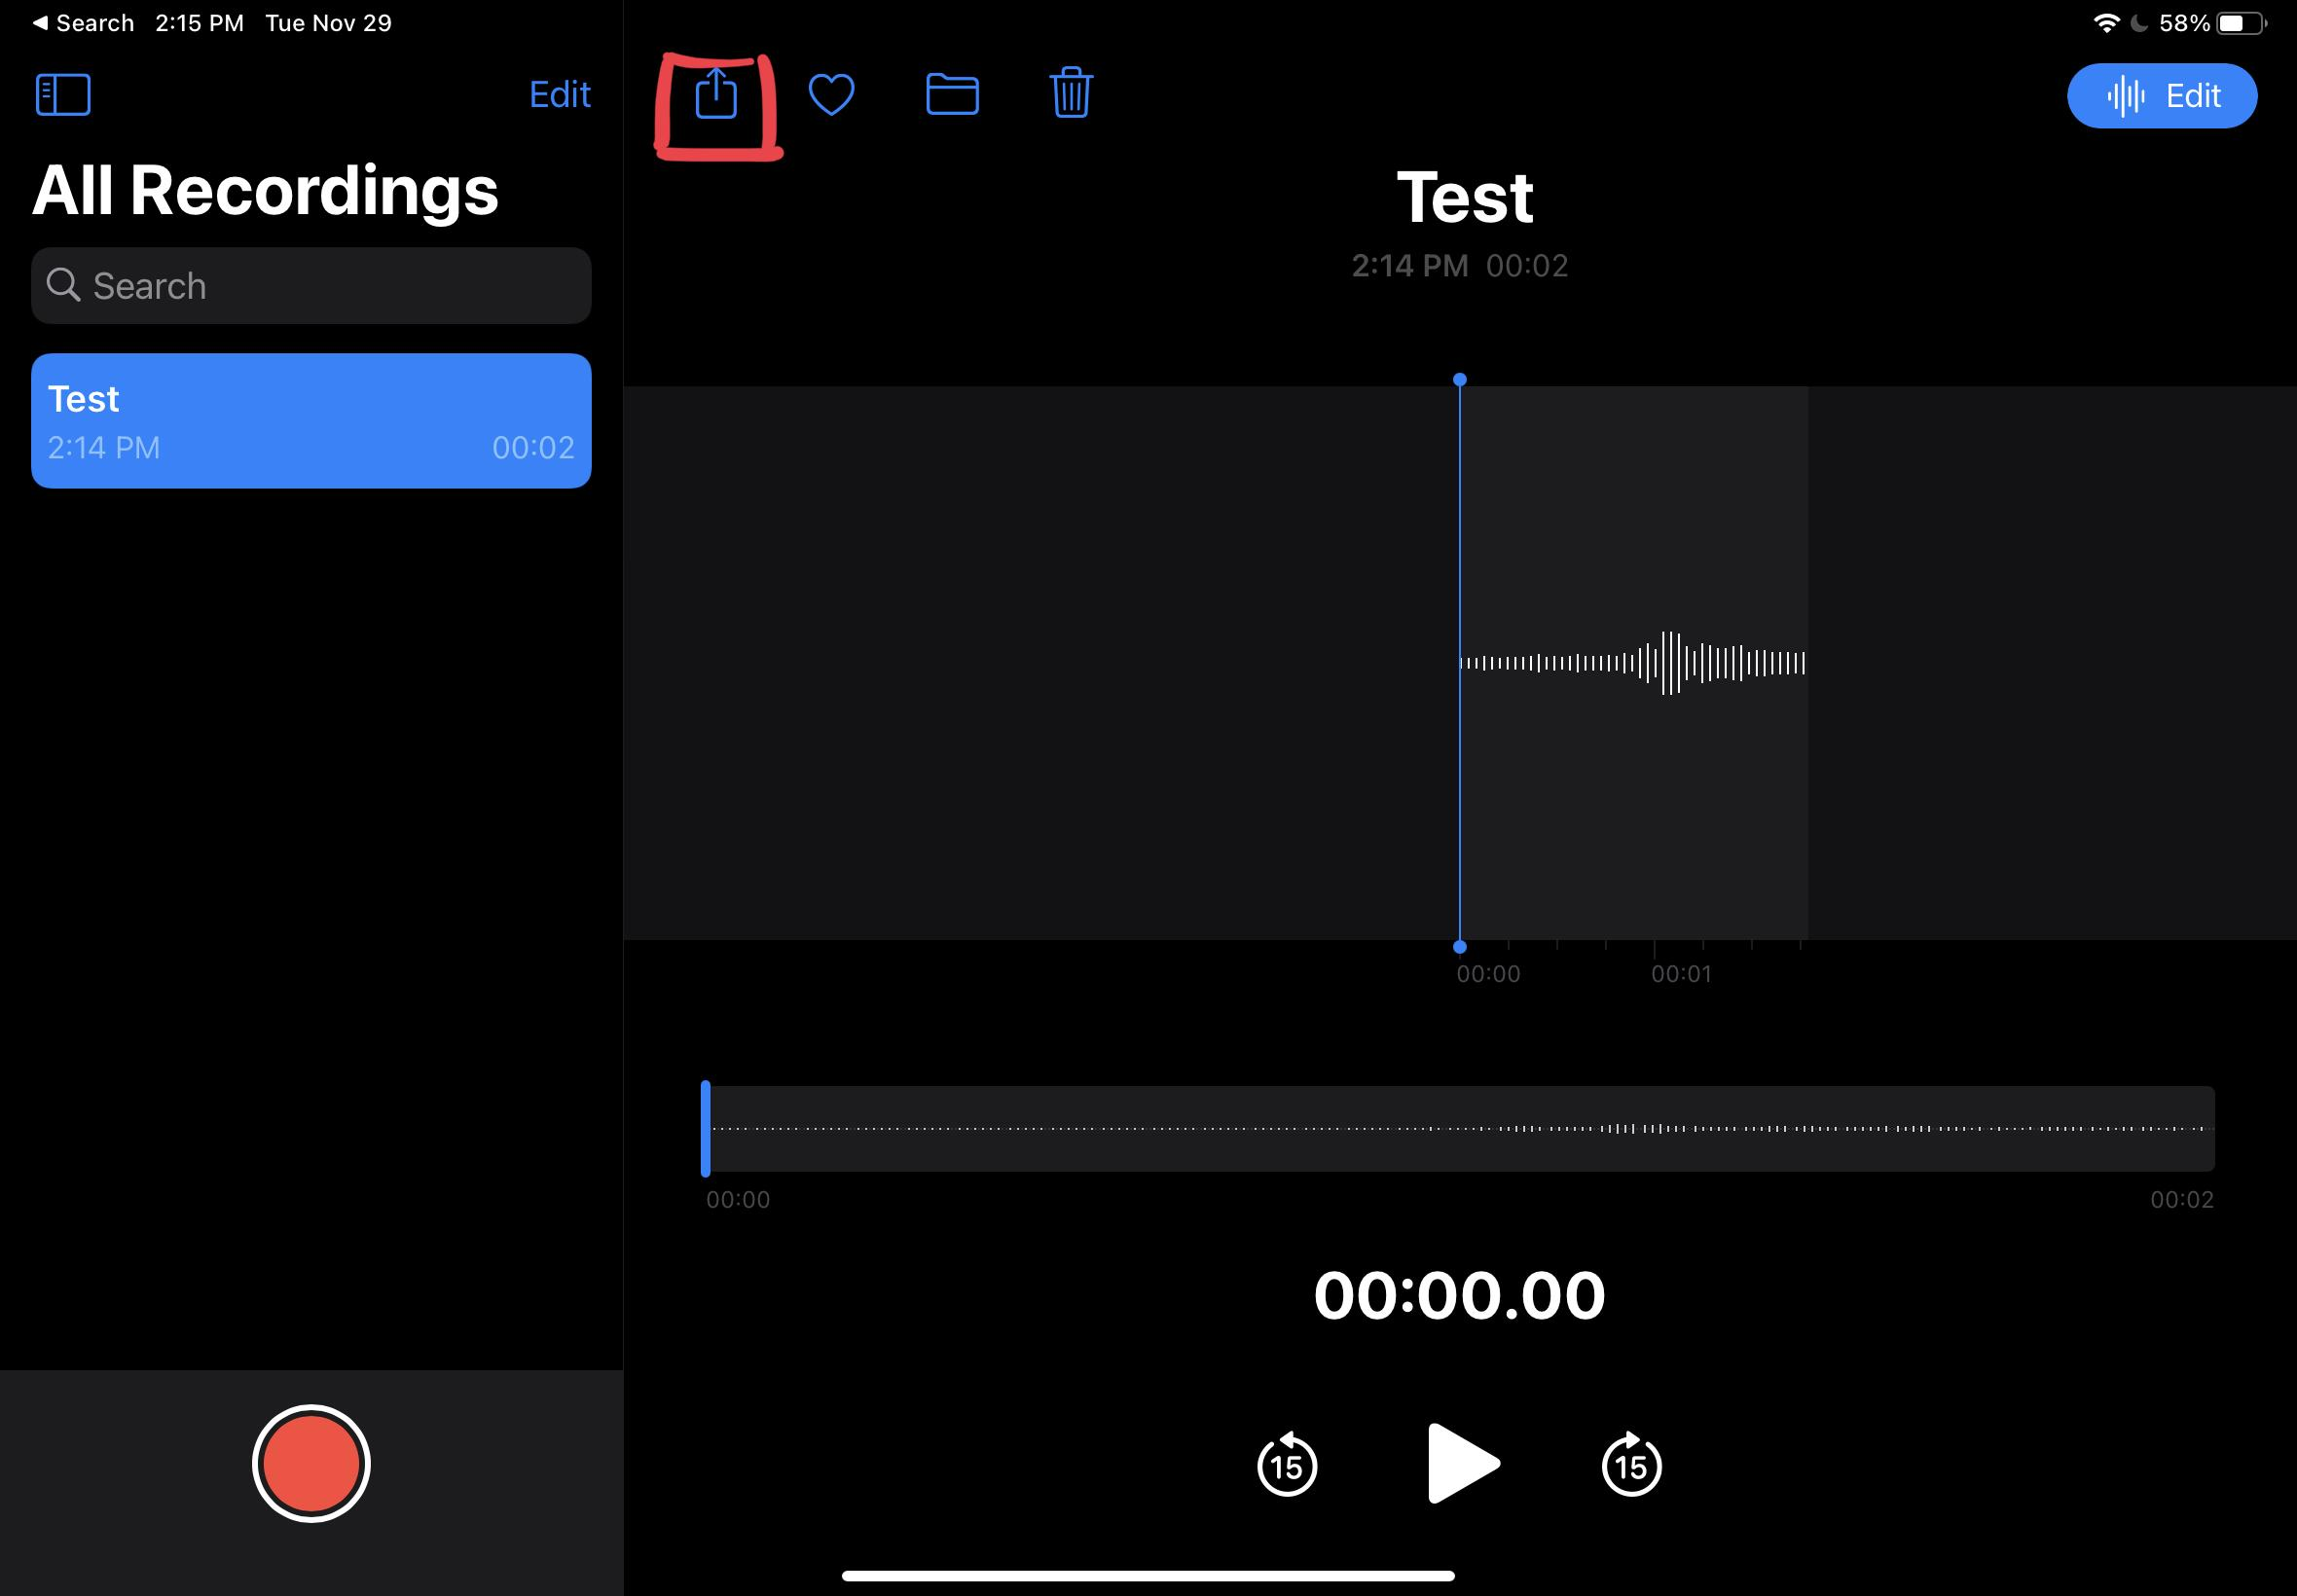 Search 2:15 PM Tue Nov 29
58%
Edit
All Recordings
Search
Test
2:14 PM 00:02
Edit
Test
2:14 PM 00:02
00:00 00:01
00:00 00:02
00:00.00
15 15